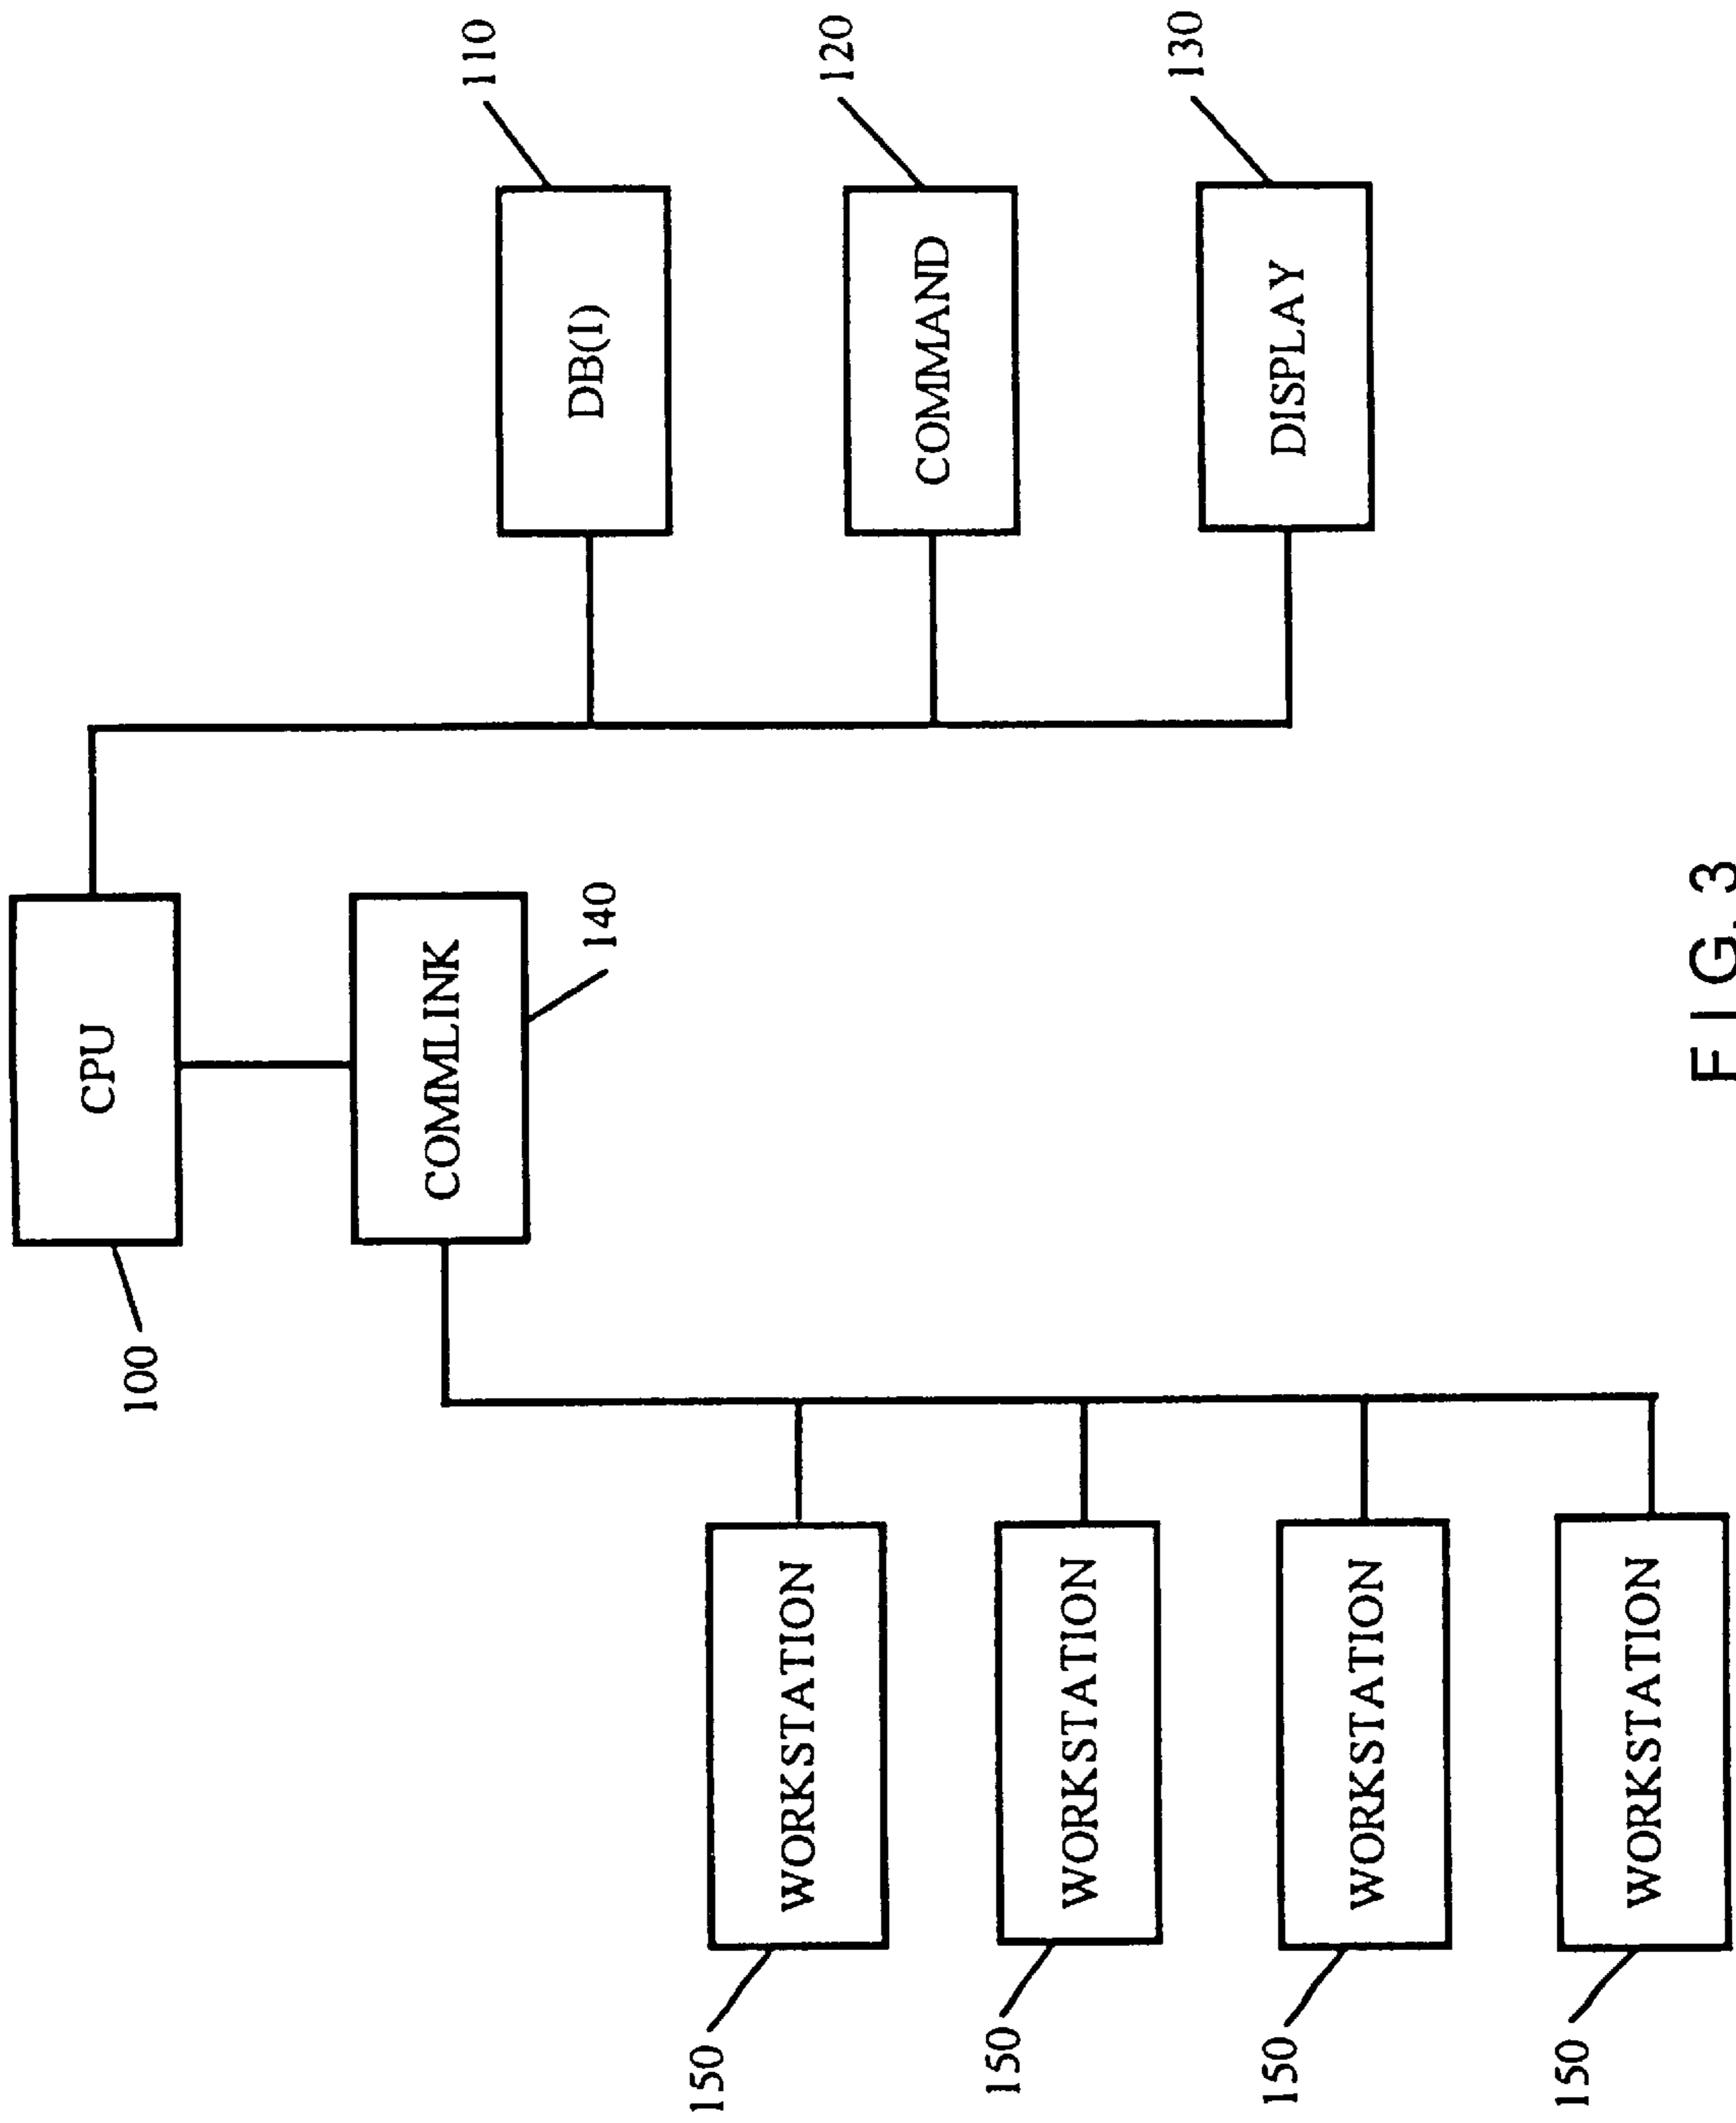 CPU
100
COMMLINK
140
DB(I)
110
COMMAND
120
DISPLAY
130
WORKSTATION
150
WORKSTATION
150
WORKSTATION
150
WORKSTATION
150
FIG. 3